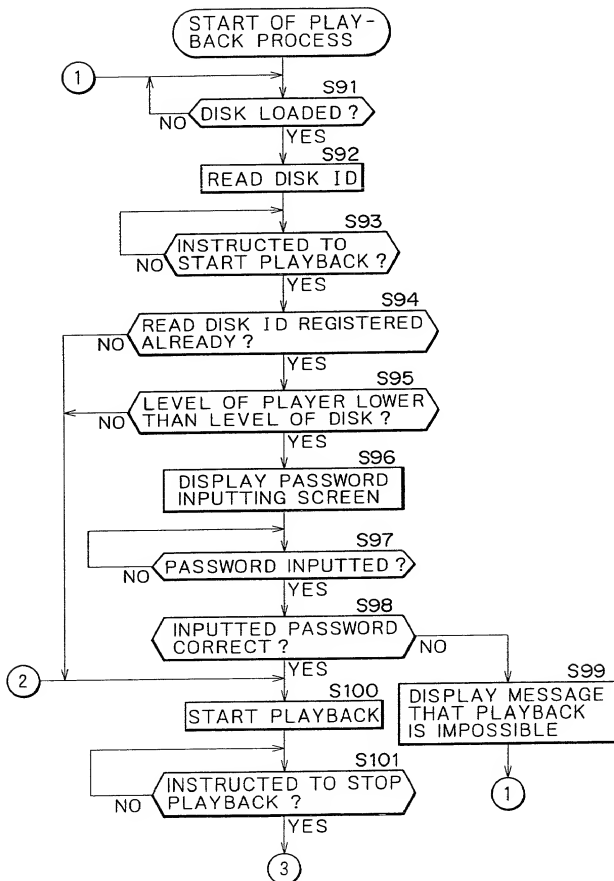 START OF PLAY-
BACK PROCESS
1
S91
DISK LOADED ?
NO
YES
S92
READ DISK ID
S93
INSTRUCTED TO
START PLAYBACK ?
NO
YES
S94
READ DISK ID REGISTERED
ALREADY ?
NO
YES
S95
LEVEL OF PLAYER LOWER
THAN LEVEL OF DISK ?
NO
YES
S96
DISPLAY PASSWORD
INPUTTING SCREEN
S97
PASSWORD INPUTTED ?
NO
YES
S98
INPUTTED PASSWORD
CORRECT ?
NO
YES
2
S99
DISPLAY MESSAGE
THAT PLAYBACK
IS IMPOSSIBLE
1
S100
START PLAYBACK
S101
INSTRUCTED TO STOP
PLAYBACK ?
NO
YES
3